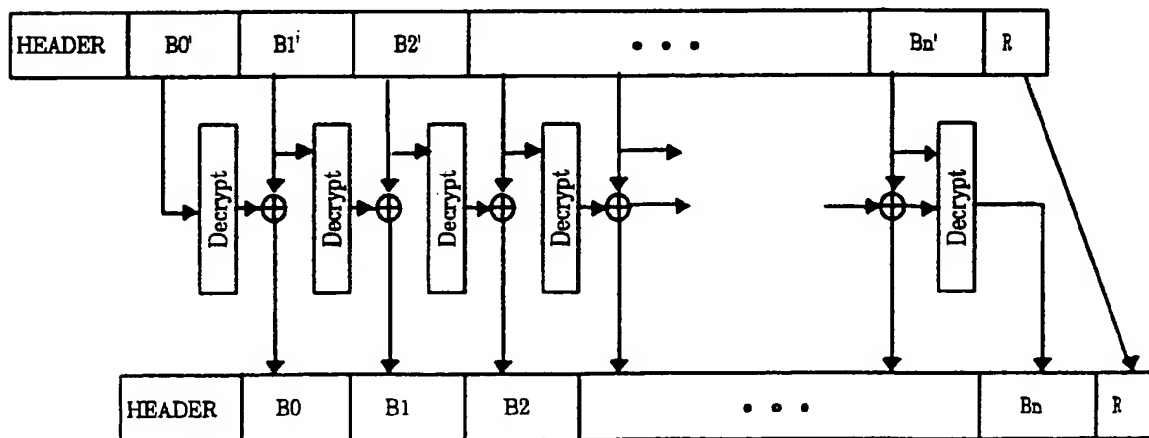 HEADER B0' B1' B2' • • • Bn' R
Decrypt Decrypt Decrypt Decrypt Decrypt
HEADER B0 B1 B2 • • • Bn R